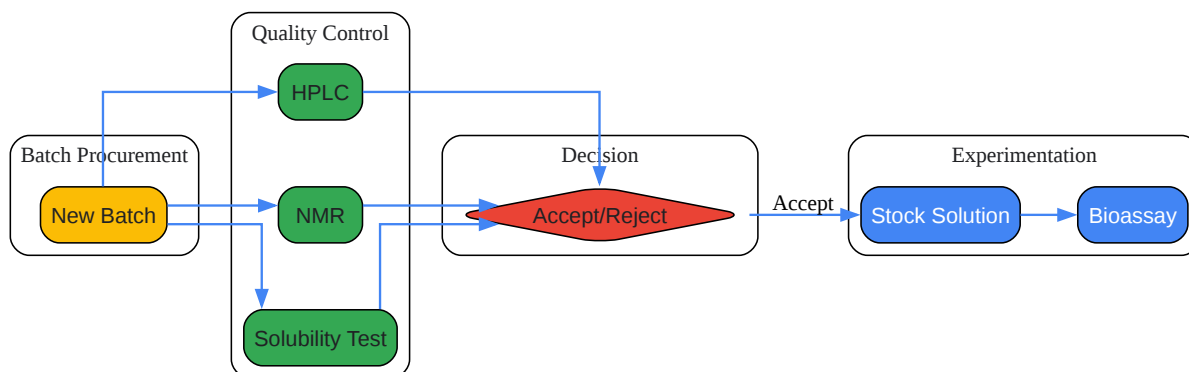 Quality Control
HPLC
Batch Procurement
New Batch
NMR
Solubility Test
Decision
Accept/Reject
Accept
Experimentation
Stock Solution
Bioassay